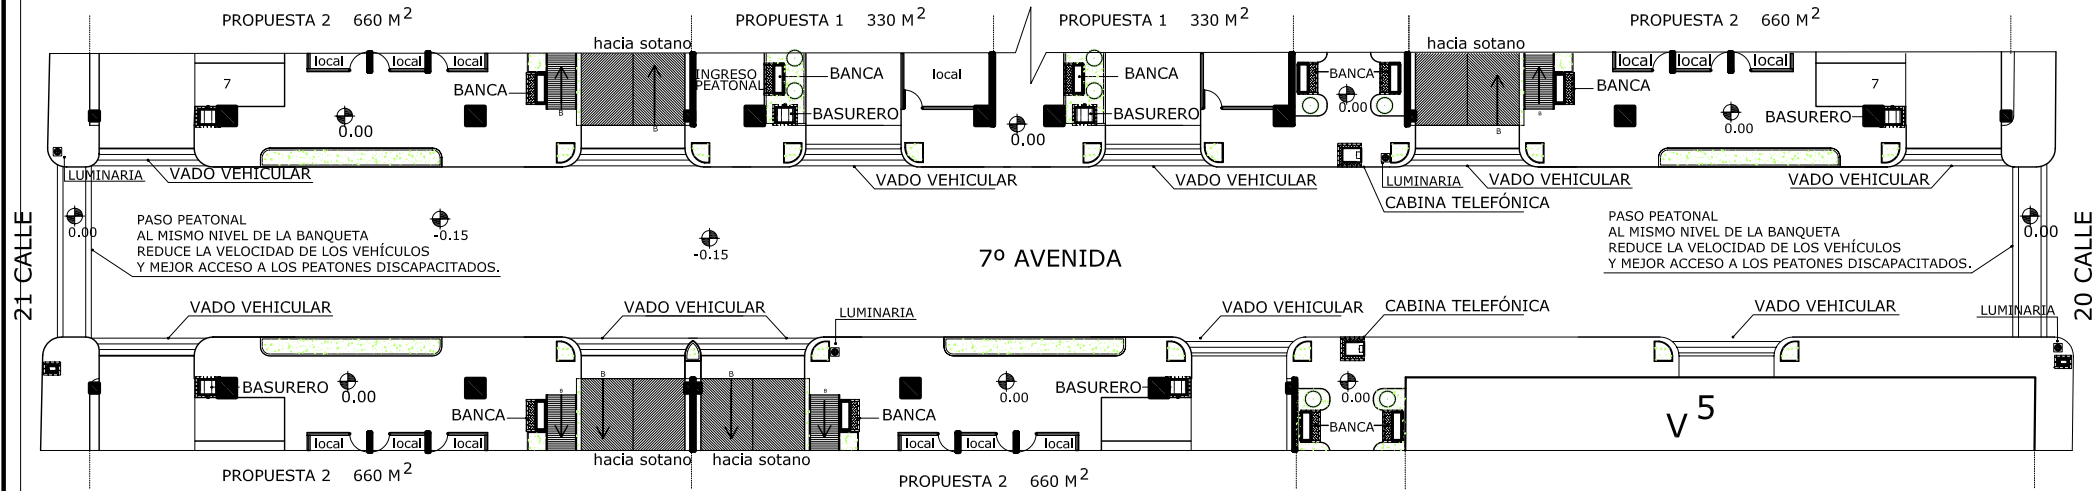 PROPUESTA 2 660 M2
PROPUESTA 1 330 M2
PROPUESTA 1 330 M2
PROPUESTA 2 660 M2
hacia sotano
hacia sotano
local
local
local
INGRESO
PEATONAL
BANCA
local
BANCA
BANCA
local
local
local
7
BANCA
BANCA
7
BASURERO
BASURERO
0.00
BASURERO
0.00
0.00
0.00
0.00
B
B
B
B
LUMINARIA
VADO VEHICULAR
VADO VEHICULAR
VADO VEHICULAR
LUMINARIA
VADO VEHICULAR
VADO VEHICULAR
CABINA TELEFÓNICA
21 CALLE
0.00
PASO PEATONAL
AL MISMO NIVEL DE LA BANQUETA
REDUCE LA VELOCIDAD DE LOS VEHÍCULOS
Y MEJOR ACCESO A LOS PEATONES DISCAPACITADOS.
-0.15
-0.15
7º AVENIDA
PASO PEATONAL
AL MISMO NIVEL DE LA BANQUETA
REDUCE LA VELOCIDAD DE LOS VEHÍCULOS
Y MEJOR ACCESO A LOS PEATONES DISCAPACITADOS.
0.00
20 CALLE
VADO VEHICULAR
VADO VEHICULAR
LUMINARIA
VADO VEHICULAR
CABINA TELEFÓNICA
VADO VEHICULAR
LUMINARIA
B
B
B
B
BASURERO
0.00
BASURERO
0.00
0.00
BANCA
BANCA
BANCA
V 5
local
local
local
local
local
local
hacia sotano
hacia sotano
PROPUESTA 2 660 M2
PROPUESTA 2 660 M2